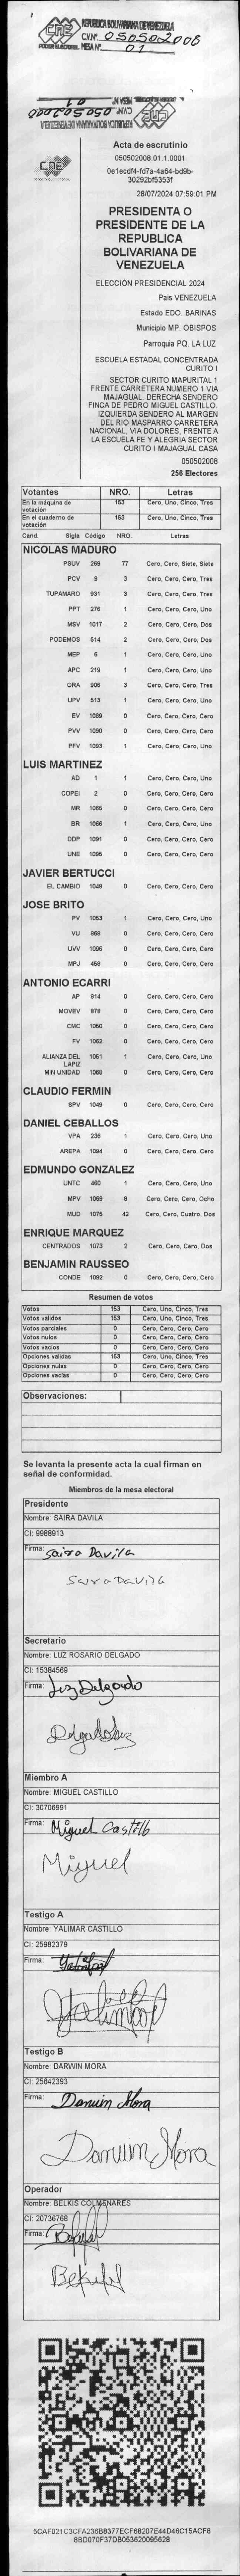 REPUBLICA BOLIVARIANA DE VENEZUELA
C.V.Nº 050502008
PODER ELECTORAL MESA Nº 01
Acta de escrutinio
050502008.01.1.0001
0e1ecdf4-fd7a-4a84-bd9b-
30292bf5353f
28/07/2024 07:59:01 PM
PRESIDENTA O
PRESIDENTE DE LA
REPUBLICA
BOLIVARIANA DE
VENEZUELA
ELECCIÓN PRESIDENCIAL 2024
Pais VENEZUELA
Estado EDO. BARINAS
Municipio MP. OBISPOS
Parroquia PQ. LA LUZ
ESCUELA ESTADAL CONCENTRADA
CURITO I
SECTOR CURITO MAPURITAL 1
FRENTE CARRETERA NUMERO 1 VIA
MAJAGUAL. DERECHA SENDERO
FINCA DE PEDRO MIGUEL CASTILLO.
IZQUIERDA SENDERO AL MARGEN
DEL RIO MASPARRO CARRETERA
NACIONAL, VIA DOLORES, FRENTE A
LA ESCUELA FE Y ALEGRIA SECTOR
CURITO I MAJAGUAL CASA
050502008
256 Electores
Votantes NRO. Letras
En la máquina de votación 153 Cero, Uno, Cinco, Tres
En el cuaderno de votación 153 Cero, Uno, Cinco, Tres
Cand. Sigla Código NRO. Letras
NICOLAS MADURO
PSUV 269 77 Cero, Cero, Siete, Siete
PCV 9 3 Cero, Cero, Cero, Tres
TUPAMARO 931 3 Cero, Cero, Cero, Tres
PPT 276 1 Cero, Cero, Cero, Uno
MSV 1017 2 Cero, Cero, Cero, Dos
PODEMOS 514 2 Cero, Cero, Cero, Dos
MEP 6 1 Cero, Cero, Cero, Uno
APC 219 1 Cero, Cero, Cero, Uno
ORA 906 3 Cero, Cero, Cero, Tres
UPV 513 1 Cero, Cero, Cero, Uno
EV 1089 0 Cero, Cero, Cero, Cero
PVV 1090 0 Cero, Cero, Cero, Cero
PFV 1093 1 Cero, Cero, Cero, Uno
LUIS MARTINEZ
AD 1 1 Cero, Cero, Cero, Uno
COPEI 2 0 Cero, Cero, Cero, Cero
MR 1065 0 Cero, Cero, Cero, Cero
BR 1066 1 Cero, Cero, Cero, Uno
DDP 1091 0 Cero, Cero, Cero, Cero
UNE 1095 0 Cero, Cero, Cero, Cero
JAVIER BERTUCCI
EL CAMBIO 1048 0 Cero, Cero, Cero, Cero
JOSE BRITO
PV 1053 1 Cero, Cero, Cero, Uno
VU 968 0 Cero, Cero, Cero, Cero
UVV 1096 0 Cero, Cero, Cero, Cero
MPJ 458 0 Cero, Cero, Cero, Cero
ANTONIO ECARRI
AP 814 0 Cero, Cero, Cero, Cero
MOVEV 878 0 Cero, Cero, Cero, Cero
CMC 1050 0 Cero, Cero, Cero, Cero
FV 1062 0 Cero, Cero, Cero, Cero
ALIANZA DEL LAPIZ 1051 1 Cero, Cero, Cero, Uno
MIN UNIDAD 1058 0 Cero, Cero, Cero, Cero
CLAUDIO FERMIN
SPV 1049 0 Cero, Cero, Cero, Cero
DANIEL CEBALLOS
VPA 236 1 Cero, Cero, Cero, Uno
AREPA 1094 0 Cero, Cero, Cero, Cero
EDMUNDO GONZALEZ
UNTC 460 1 Cero, Cero, Cero, Uno
MPV 1069 8 Cero, Cero, Cero, Ocho
MUD 1075 42 Cero, Cero, Cuatro, Dos
ENRIQUE MARQUEZ
CENTRADOS 1073 2 Cero, Cero, Cero, Dos
BENJAMIN RAUSSEO
CONDE 1092 0 Cero, Cero, Cero, Cero
Resumen de votos
Votos 153 Cero, Uno, Cinco, Tres
Votos validos 153 Cero, Uno, Cinco, Tres
Votos parciales 0 Cero, Cero, Cero, Cero
Votos nulos 0 Cero, Cero, Cero, Cero
Votos vacios 0 Cero, Cero, Cero, Cero
Opciones validas 153 Cero, Uno, Cinco, Tres
Opciones nulas 0 Cero, Cero, Cero, Cero
Opciones vacias 0 Cero, Cero, Cero, Cero
Observaciones:
Se levanta la presente acta la cual firman en
señal de conformidad.
Miembros de la mesa electoral
Presidente
Nombre: SAIRA DAVILA
CI: 9988913
Firma: Saira Davila
Saira Davila
Secretario
Nombre: LUZ ROSARIO DELGADO
CI: 15384569
Firma: Luz Delgado
Delgado Luz
Miembro A
Nombre: MIGUEL CASTILLO
CI: 30706991
Firma: Miguel Castillo
Miguel
Testigo A
Nombre: YALIMAR CASTILLO
CI: 25982379
Firma:
Testigo B
Nombre: DARWIN MORA
CI: 25642393
Firma: Darwin Mora
Darwin Mora
Operador
Nombre: BELKIS COLMENARES
CI: 20736768
Firma:
5CAF021C3CFA236B8377ECF68207E44D46C15ACF8
8BD070F37DB053620095628